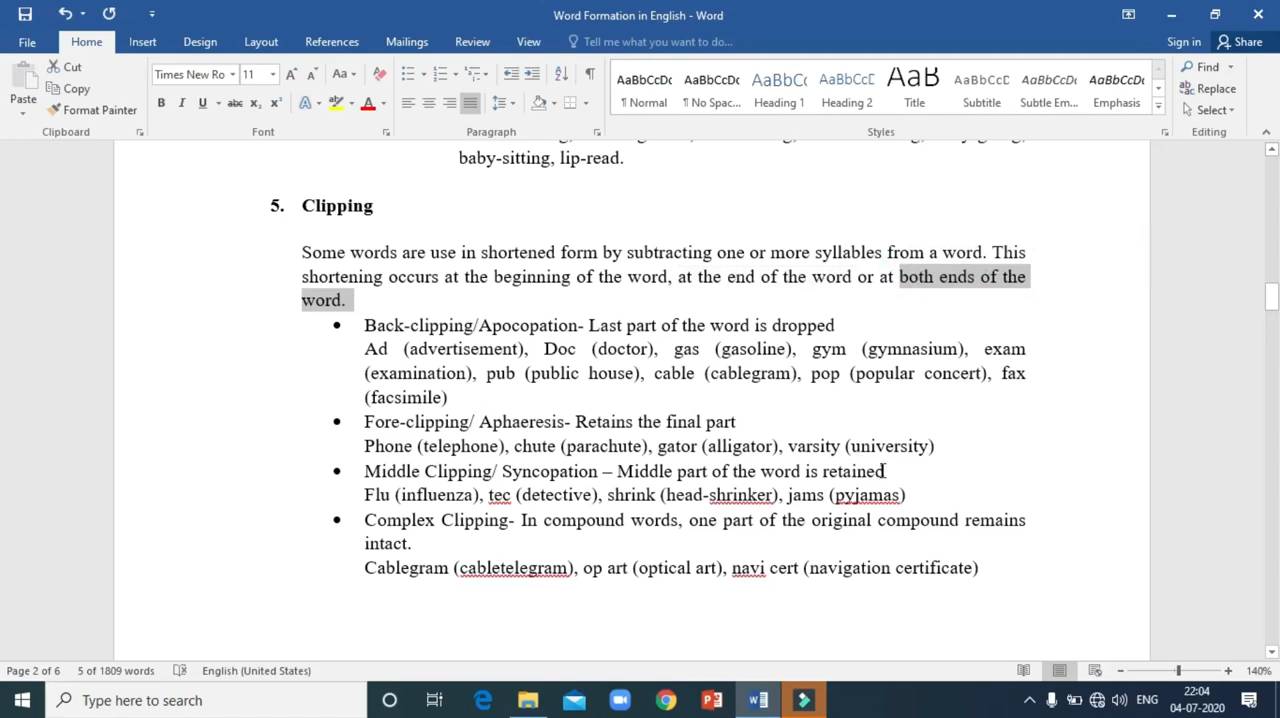 Word Formation in English - Word
File Home Insert Design Layout References Mailings Review View Tell me what you want to do... Sign in Share
Cut
Copy
Format Painter
Paste
Clipboard
Times New Ro 11
Font
Paragraph
AaBbCcDc AaBbCcDc AaBbCc AaBbCcC AaB AaBbCcD AaBbCcDc AaBbCcDc
¶ Normal ¶ No Spac... Heading 1 Heading 2 Title Subtitle Subtle Em... Emphasis
Styles
Find
Replace
Select
Editing
baby-sitting, lip-read.
5. Clipping
Some words are use in shortened form by subtracting one or more syllables from a word. This
shortening occurs at the beginning of the word, at the end of the word or at both ends of the
word.
• Back-clipping/Apocopation- Last part of the word is dropped
Ad (advertisement), Doc (doctor), gas (gasoline), gym (gymnasium), exam
(examination), pub (public house), cable (cablegram), pop (popular concert), fax
(facsimile)
• Fore-clipping/ Aphaeresis- Retains the final part
Phone (telephone), chute (parachute), gator (alligator), varsity (university)
• Middle Clipping/ Syncopation – Middle part of the word is retained
Flu (influenza), tec (detective), shrink (head-shrinker), jams (pyjamas)
• Complex Clipping- In compound words, one part of the original compound remains
intact.
Cablegram (cabletelegram), op art (optical art), navi cert (navigation certificate)
Page 2 of 6 5 of 1809 words English (United States) 140%
Type here to search
ENG
22:04
04-07-2020